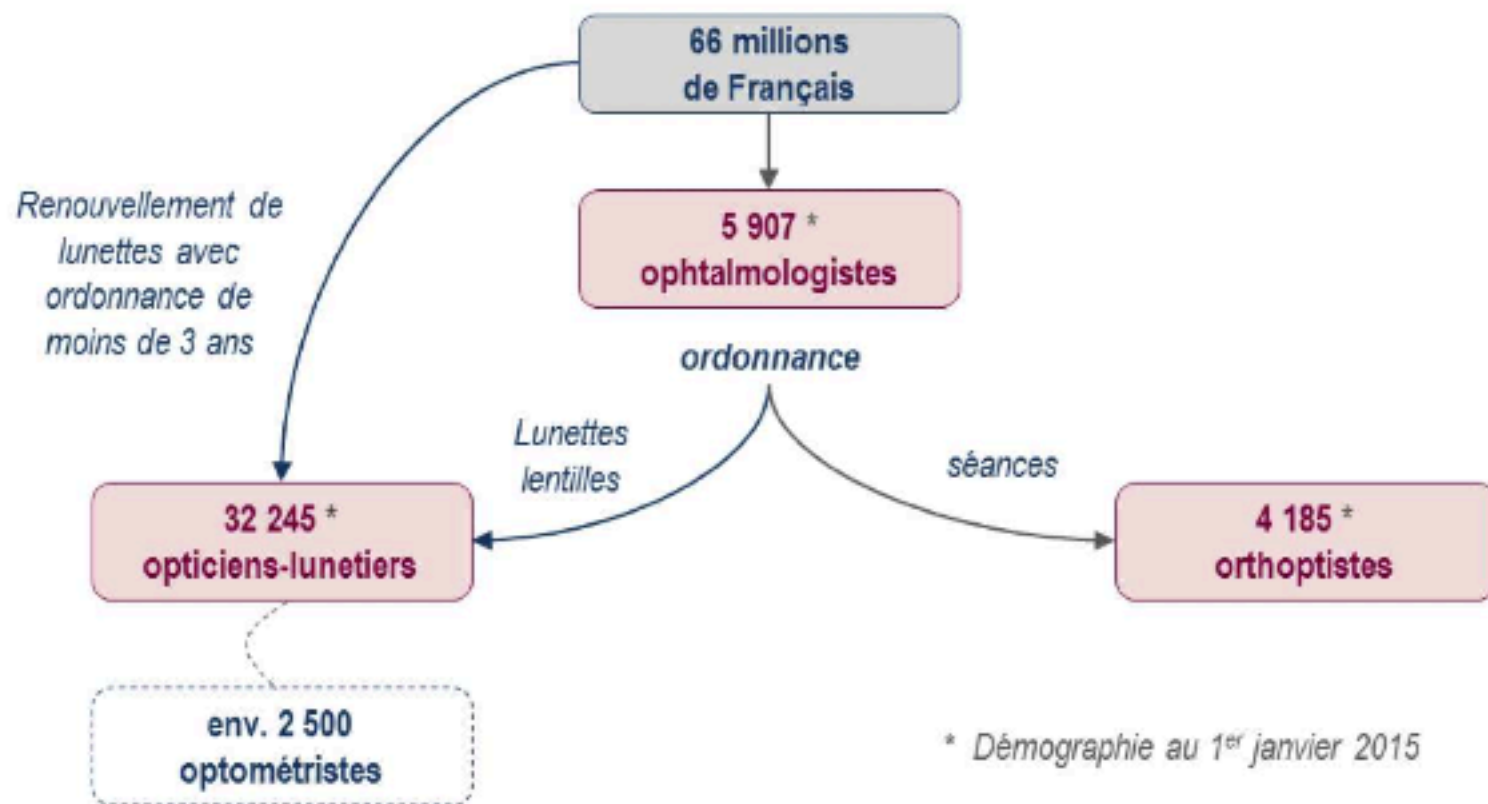 66 millions
de Français
Renouvellement de
lunettes avec
ordonnance de
moins de 3 ans
5 907 *
ophtalmologistes
ordonnance
Lunettes
lentilles
séances
32 245 *
opticiens-lunetiers
4 185 *
orthoptistes
env. 2 500
optométristes
* Démographie au 1er janvier 2015